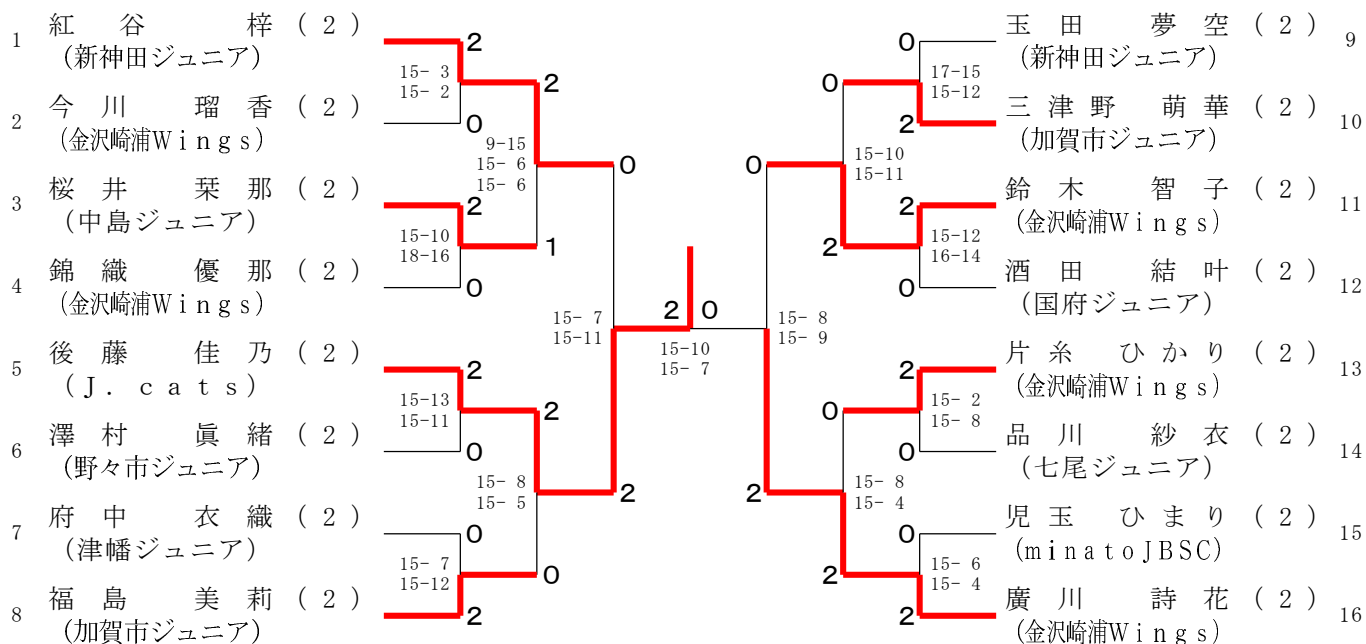 1 紅谷 梓 (2)
(新神田ジュニア)
2 今川 瑠香 (2)
(金沢崎浦Wings)
3 桜井 栞那 (2)
(中島ジュニア)
4 錦織 優那 (2)
(金沢崎浦Wings)
5 後藤 佳乃 (2)
(J. cats)
6 澤村 眞緒 (2)
(野々市ジュニア)
7 府中 衣織 (2)
(津幡ジュニア)
8 福島 美莉 (2)
(加賀市ジュニア)
2
15- 3
15- 2
0
2
15-10
18-16
0
2
15-13
15-11
0
0
15- 7
15-12
2
2
9-15
15- 6
15- 6
1
2
15- 8
15- 5
0
0
15- 7
15-11
2
2 0
15-10
15- 7
0
15- 8
15- 9
2
0
15-10
15-11
2
0
15- 8
15- 4
2
0
17-15
15-12
2
2
15-12
16-14
0
2
15- 2
15- 8
0
0
15- 6
15- 4
2
玉田 夢空 (2) 9
(新神田ジュニア)
三津野 萌華 (2) 10
(加賀市ジュニア)
鈴木 智子 (2) 11
(金沢崎浦Wings)
酒田 結叶 (2) 12
(国府ジュニア)
片糸 ひかり (2) 13
(金沢崎浦Wings)
品川 紗衣 (2) 14
(七尾ジュニア)
児玉 ひまり (2) 15
(minatoJBSC)
廣川 詩花 (2) 16
(金沢崎浦Wings)